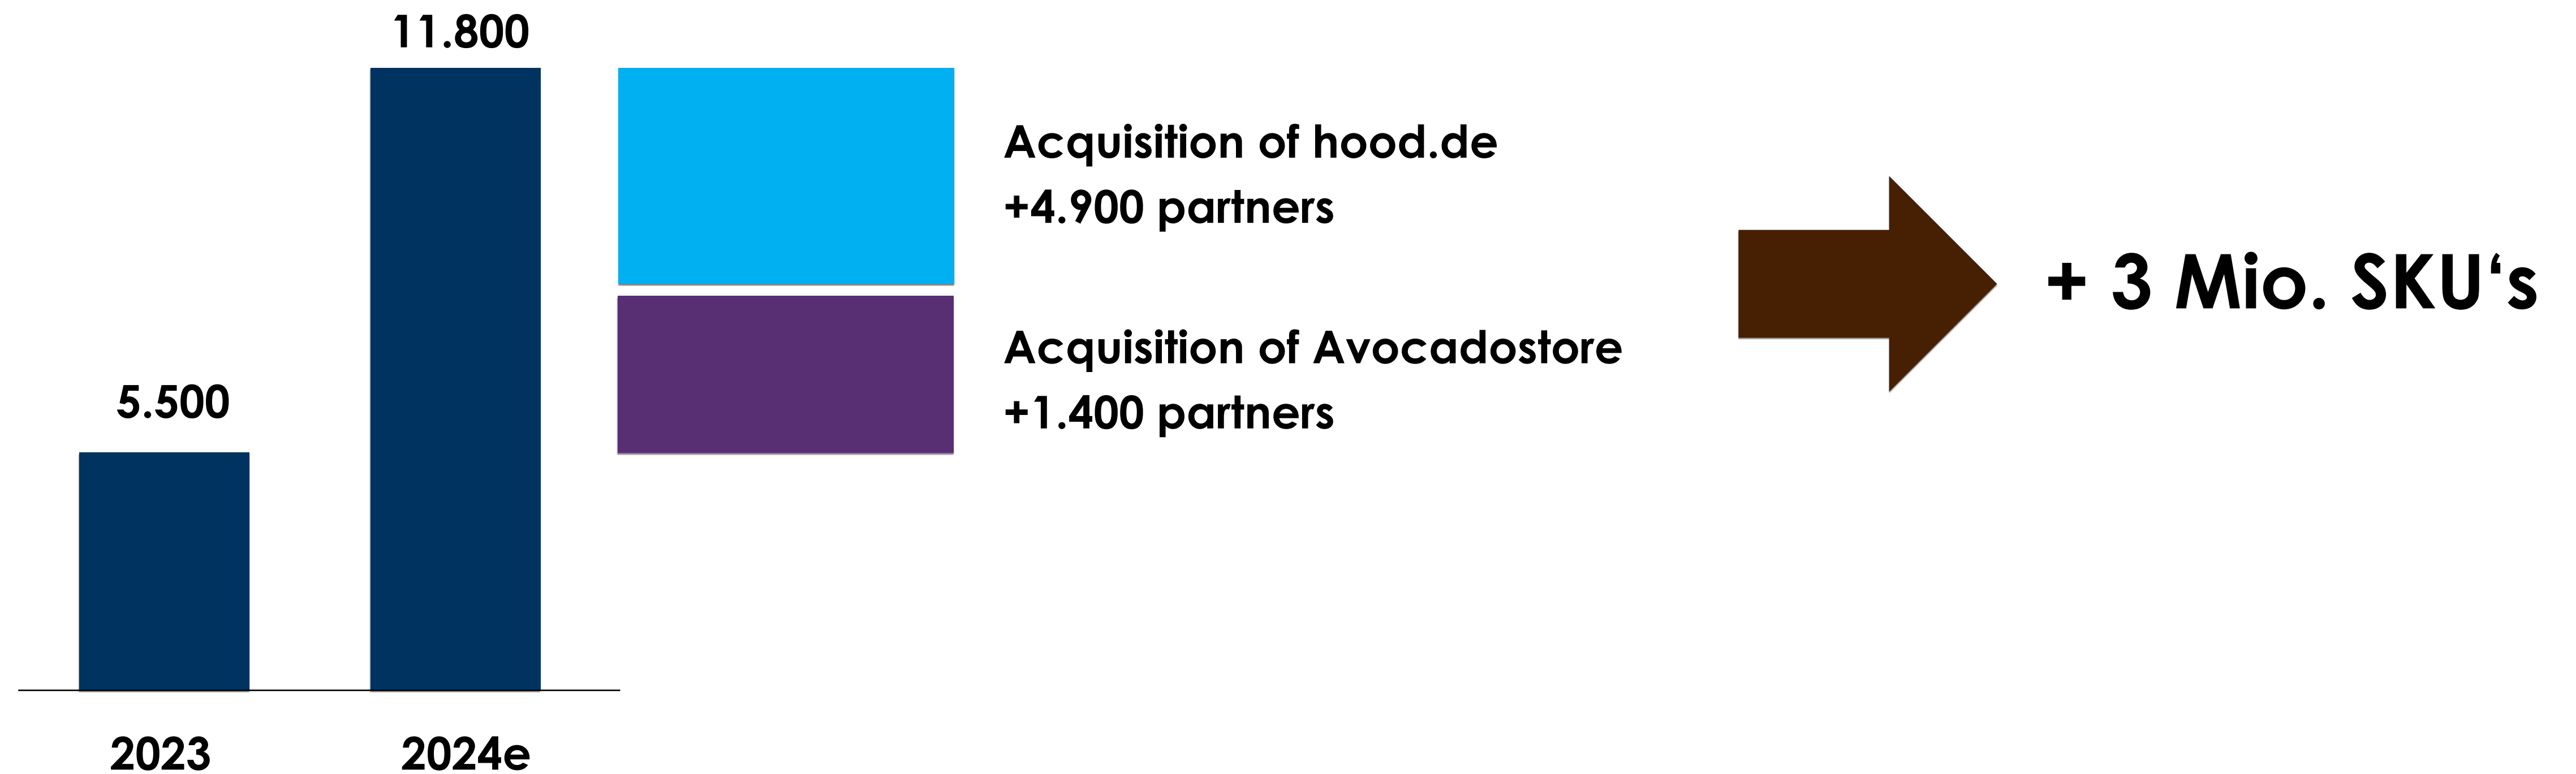 11.800
5.500
2023
2024e
Acquisition of hood.de
+4.900 partners
Acquisition of Avocadostore
+1.400 partners
+ 3 Mio. SKU‘s